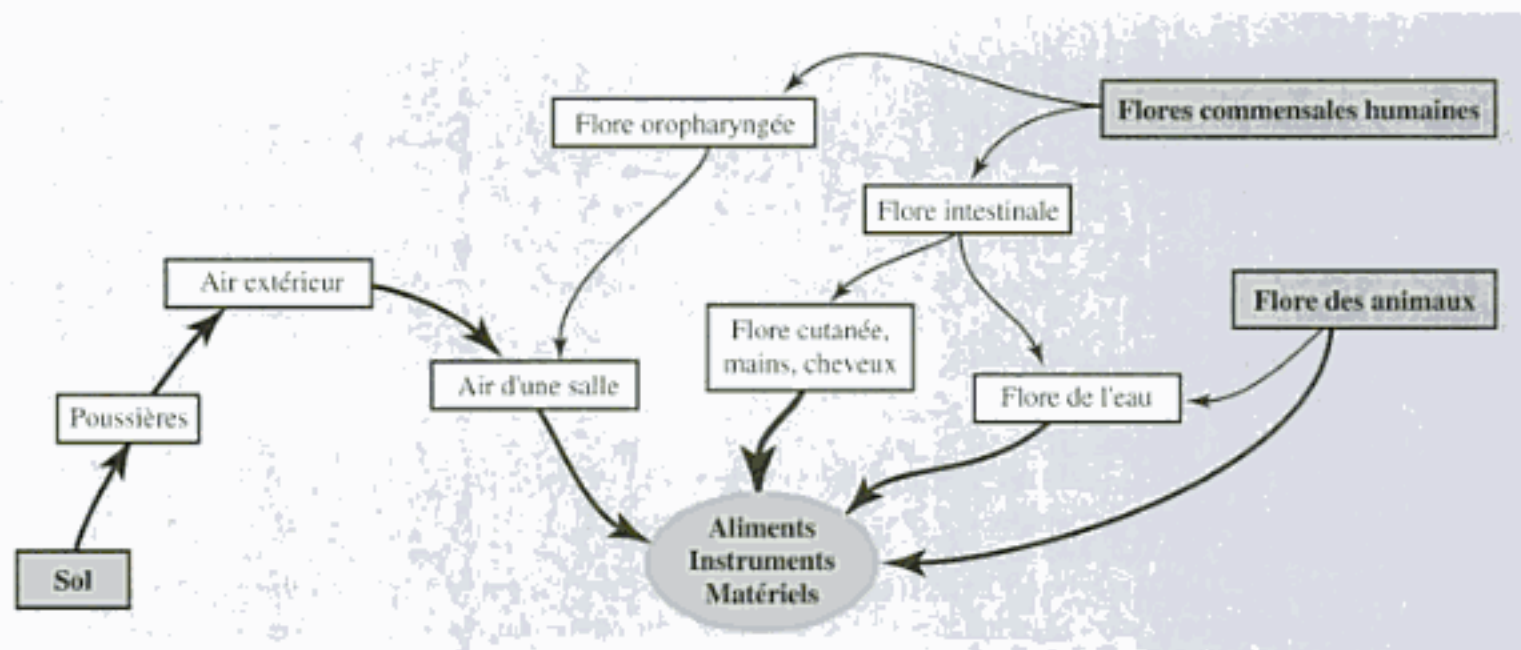 Flores commensales humaines
Flore oropharyngée
Flore intestinale
Air extérieur
Flore des animaux
Flore cutanée,
mains, cheveux
Air d'une salle
Flore de l'eau
Poussières
Aliments
Instruments
Matériels
Sol